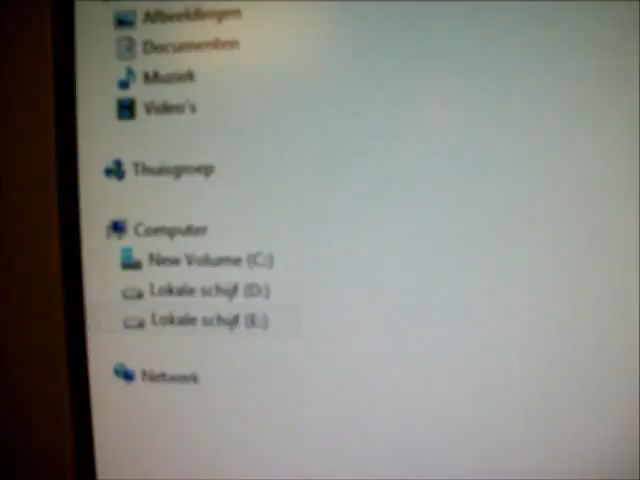 Afbeeldingen
Documenten
Muziek
Video's
Thuisgroep
Computer
New Volume (C:)
Lokale schijf (D:)
Lokale schijf (E:)
Netwerk